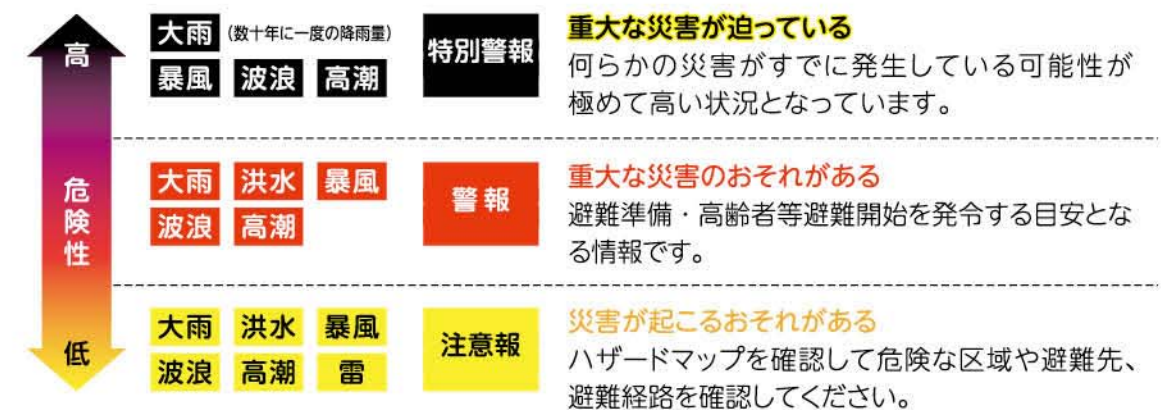 高
危険性
低
大雨 (数十年に一度の降雨量)
暴風 波浪 高潮
特別警報
重大な災害が迫っている
何らかの災害がすでに発生している可能性が
極めて高い状況となっています。
大雨 洪水 暴風
波浪 高潮
警報
重大な災害のおそれがある
避難準備・高齢者等避難開始を発令する目安とな
る情報です。
大雨 洪水 暴風
波浪 高潮 雷
注意報
災害が起こるおそれがある
ハザードマップを確認して危険な区域や避難先、
避難経路を確認してください。